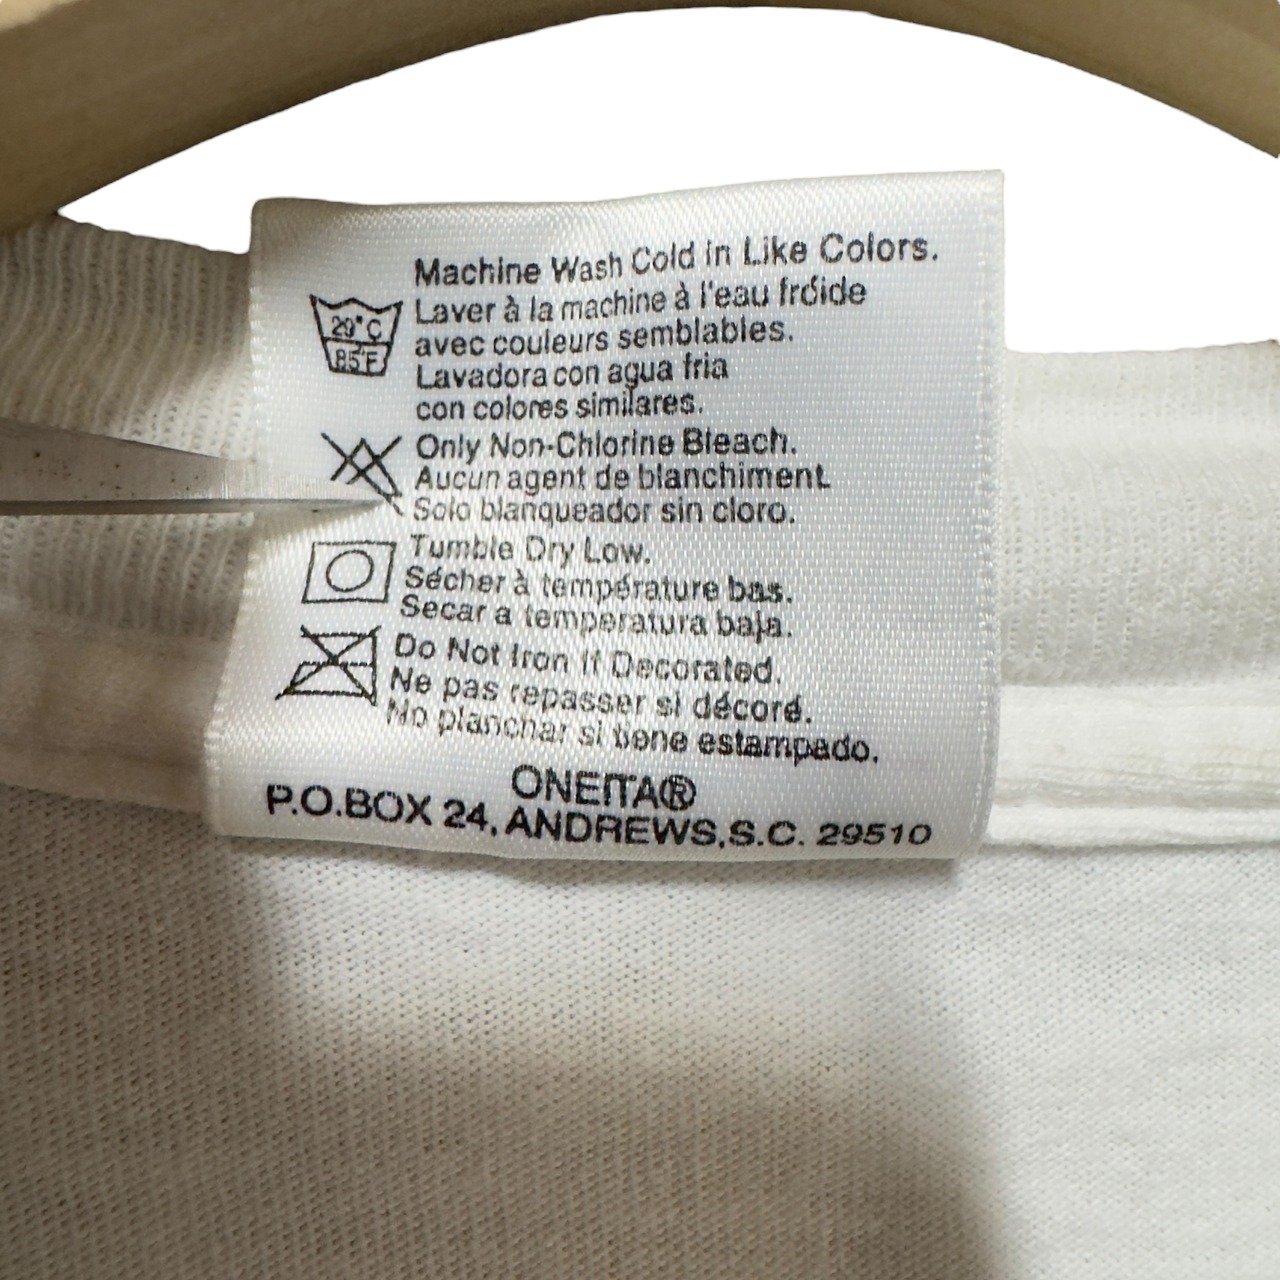 Machine Wash Cold in Like Colors.
29°C
85°F
Laver à la machine à l'eau fróide
avec couleurs semblables.
Lavadora con agua fria
con colores similares.
Only Non-Chlorine Bleach.
Aucun agent de blanchiment.
Solo blanqueador sin cloro.
Tumble Dry Low.
Sécher à température bas.
Secar a temperatura baja.
Do Not Iron If Decorated.
Ne pas repasser si décoré.
No planchar si tiene estampado.
ONEITA®
P.O.BOX 24, ANDREWS,S.C. 29510